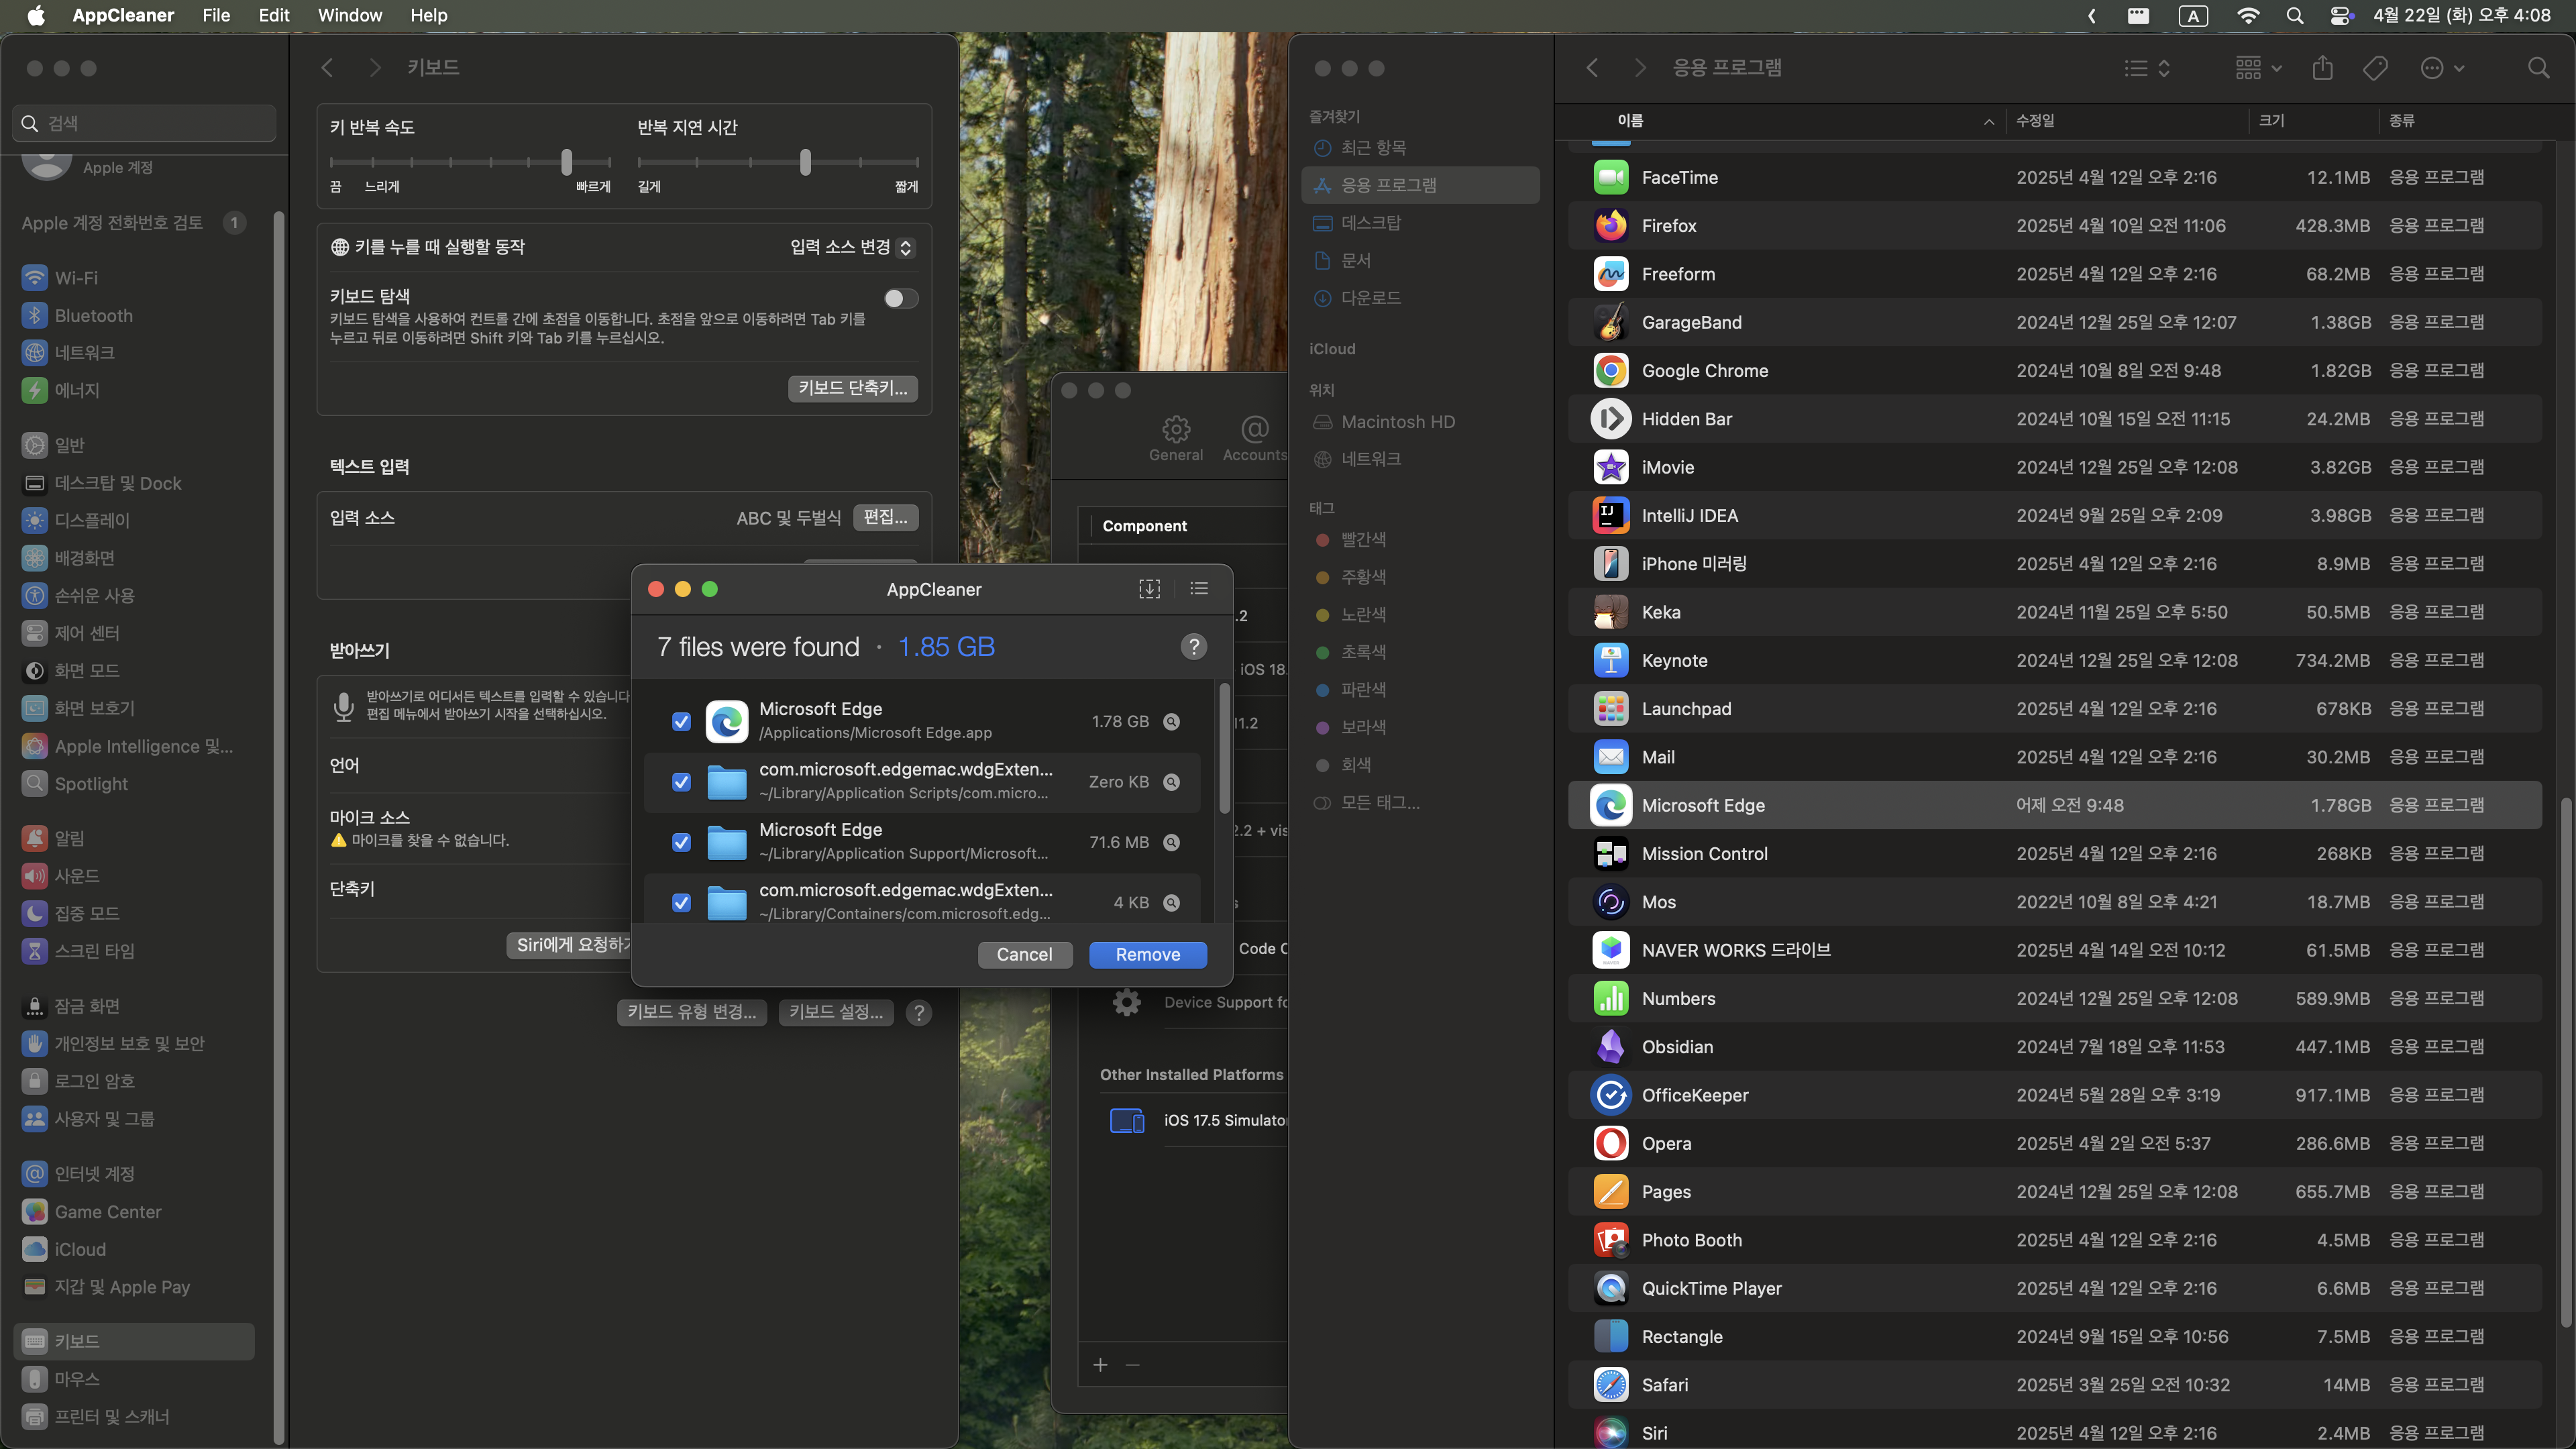 AppCleaner File Edit Window Help
A 4월 22일 (화) 오후 4:08
검색
Apple 계정
Apple 계정 전화번호 검토 1
Wi-Fi
Bluetooth
네트워크
에너지
일반
데스크탑 및 Dock
디스플레이
배경화면
손쉬운 사용
제어 센터
화면 모드
화면 보호기
Apple Intelligence 및...
Spotlight
알림
사운드
집중 모드
스크린 타임
잠금 화면
개인정보 보호 및 보안
로그인 암호
사용자 및 그룹
인터넷 계정
Game Center
iCloud
지갑 및 Apple Pay
키보드
마우스
프린터 및 스캐너
키보드
키 반복 속도 반복 지연 시간
끔 느리게 빠르게 길게 짧게
키를 누를 때 실행할 동작 입력 소스 변경
키보드 탐색
키보드 탐색을 사용하여 컨트롤 간에 초점을 이동합니다. 초점을 앞으로 이동하려면 Tab 키를
누르고 뒤로 이동하려면 Shift 키와 Tab 키를 누르십시오.
키보드 단축키...
텍스트 입력
입력 소스 ABC 및 두벌식 편집...
받아쓰기
받아쓰기로 어디서든 텍스트를 입력할 수 있습니다
편집 메뉴에서 받아쓰기 시작을 선택하십시오.
언어
마이크 소스
마이크를 찾을 수 없습니다.
단축키
Siri에게 요청하기
키보드 유형 변경... 키보드 설정... ?
AppCleaner
7 files were found · 1.85 GB ?
Microsoft Edge
/Applications/Microsoft Edge.app
1.78 GB
com.microsoft.edgemac.wdgExten...
~/Library/Application Scripts/com.micro...
Zero KB
Microsoft Edge
~/Library/Application Support/Microsoft...
71.6 MB
com.microsoft.edgemac.wdgExten...
~/Library/Containers/com.microsoft.edg...
4 KB
Cancel Remove
General Accounts
Component
.2
iOS 18.
2.2 + vis
Code C
Device Support fo
Other Installed Platforms
iOS 17.5 Simulator
즐겨찾기
최근 항목
응용 프로그램
데스크탑
문서
다운로드
iCloud
위치
Macintosh HD
네트워크
태그
빨간색
주황색
노란색
초록색
파란색
보라색
회색
모든 태그...
응용 프로그램
이름 수정일 크기 종류
FaceTime 2025년 4월 12일 오후 2:16 12.1MB 응용 프로그램
Firefox 2025년 4월 10일 오전 11:06 428.3MB 응용 프로그램
Freeform 2025년 4월 12일 오후 2:16 68.2MB 응용 프로그램
GarageBand 2024년 12월 25일 오후 12:07 1.38GB 응용 프로그램
Google Chrome 2024년 10월 8일 오전 9:48 1.82GB 응용 프로그램
Hidden Bar 2024년 10월 15일 오전 11:15 24.2MB 응용 프로그램
iMovie 2024년 12월 25일 오후 12:08 3.82GB 응용 프로그램
IntelliJ IDEA 2024년 9월 25일 오후 2:09 3.98GB 응용 프로그램
iPhone 미러링 2025년 4월 12일 오후 2:16 8.9MB 응용 프로그램
Keka 2024년 11월 25일 오후 5:50 50.5MB 응용 프로그램
Keynote 2024년 12월 25일 오후 12:08 734.2MB 응용 프로그램
Launchpad 2025년 4월 12일 오후 2:16 678KB 응용 프로그램
Mail 2025년 4월 12일 오후 2:16 30.2MB 응용 프로그램
Microsoft Edge 어제 오전 9:48 1.78GB 응용 프로그램
Mission Control 2025년 4월 12일 오후 2:16 268KB 응용 프로그램
Mos 2022년 10월 8일 오후 4:21 18.7MB 응용 프로그램
NAVER WORKS 드라이브 2025년 4월 14일 오전 10:12 61.5MB 응용 프로그램
Numbers 2024년 12월 25일 오후 12:08 589.9MB 응용 프로그램
Obsidian 2024년 7월 18일 오후 11:53 447.1MB 응용 프로그램
OfficeKeeper 2024년 5월 28일 오후 3:19 917.1MB 응용 프로그램
Opera 2025년 4월 2일 오전 5:37 286.6MB 응용 프로그램
Pages 2024년 12월 25일 오후 12:08 655.7MB 응용 프로그램
Photo Booth 2025년 4월 12일 오후 2:16 4.5MB 응용 프로그램
QuickTime Player 2025년 4월 12일 오후 2:16 6.6MB 응용 프로그램
Rectangle 2024년 9월 15일 오후 10:56 7.5MB 응용 프로그램
Safari 2025년 3월 25일 오전 10:32 14MB 응용 프로그램
Siri 2025년 4월 12일 오후 2:16 2.4MB 응용 프로그램